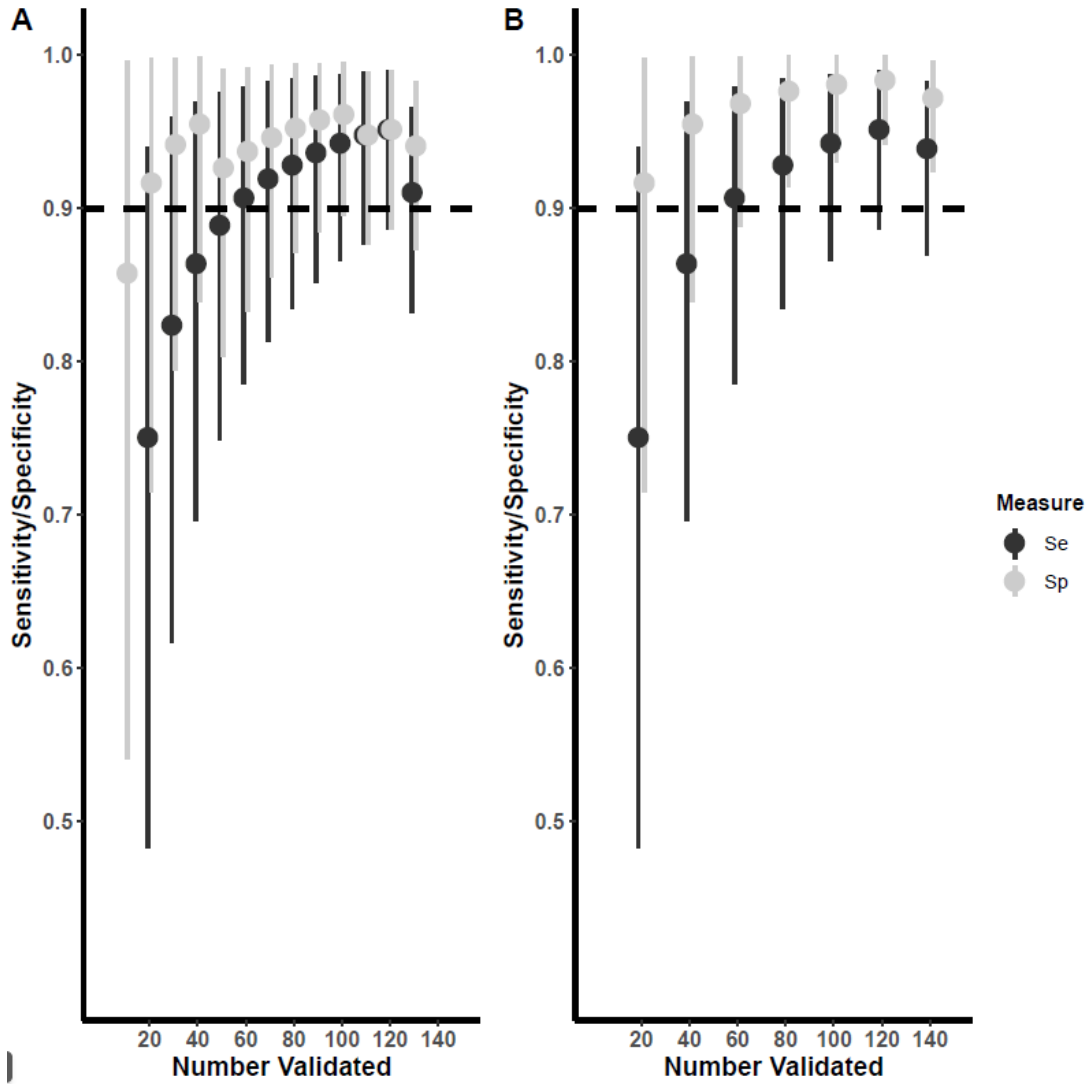 A
1.0
0.9
0.8
0.7
0.6
0.5
Sensitivity/Specificity
20 40 60 80 100 120 140
Number Validated
B
1.0
0.9
0.8
0.7
0.6
0.5
Sensitivity/Specificity
20 40 60 80 100 120 140
Number Validated
Measure
Se
Sp